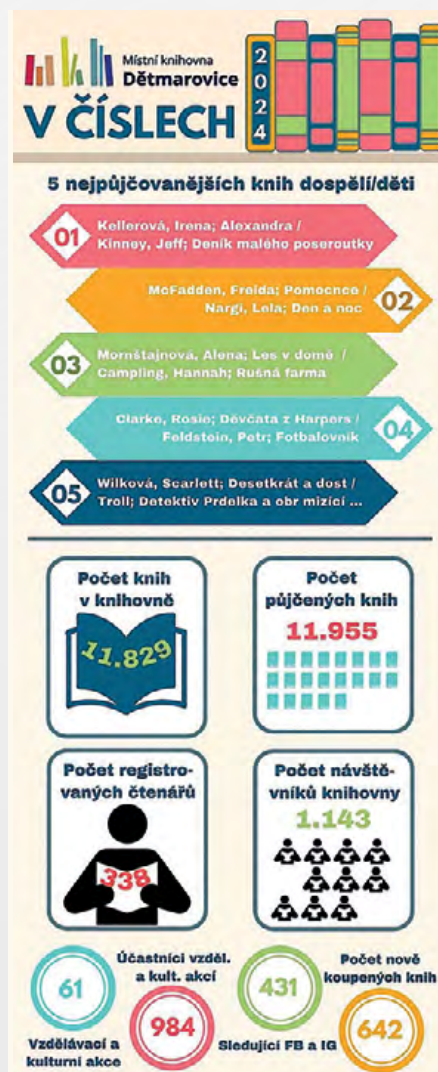 Místní knihovna
Dětmarovice
V ČÍSLECH
2024
5 nejpůjčovanějších knih dospělí/děti
01
Kellerová, Irena; Alexandra /
Kinney, Jeff; Deník malého poseroutky
McFadden, Freida; Pomocnce /
Nargi, Lela; Den a noc
02
03
Mornštajnová, Alena; Les v domě /
Campling, Hannah; Rušná farma
Clarke, Rosie; Děvčata z Harpers /
Feldstein, Petr; Fotbalovník
04
05
Wilková, Scarlett; Desetkrát a dost /
Troll; Detektiv Prdelka a obr mizící ...
Počet knih
v knihovně
11.829
Počet
půjčených knih
11.955
Počet registro-
vaných čtenářů
338
Počet návště-
vníků knihovny
1.143
61
Vzdělávací a
kulturní akce
Účastníci vzděl.
a kult. akcí
984
431
Sledující FB a IG
Počet nově
koupených knih
642